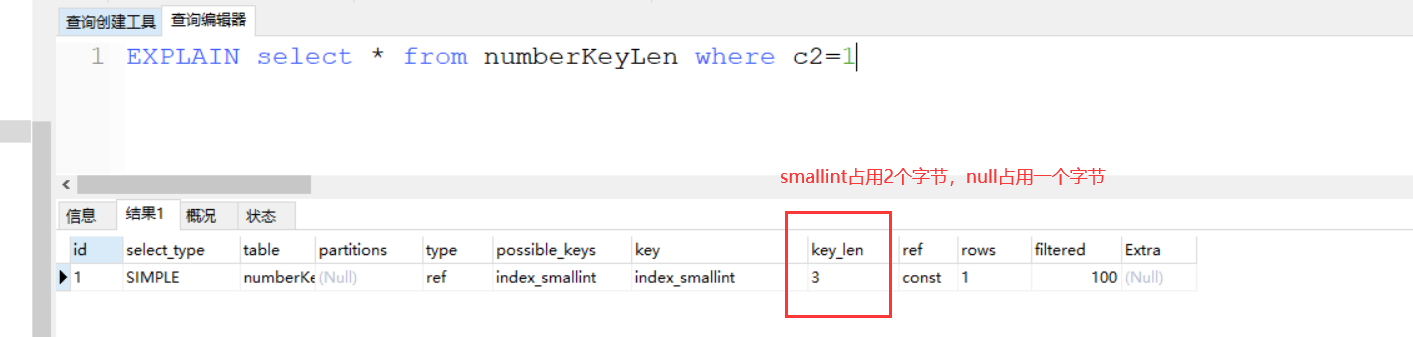 查询创建工具 查询编辑器
1 EXPLAIN select * from numberKeyLen where c2=1
smallint占用2个字节，null占用一个字节
信息 结果1 概况 状态
id select_type table partitions type possible_keys key key_len ref rows filtered Extra
1 SIMPLE numberKe (Null) ref index_smallint index_smallint 3 const 1 100 (Null)